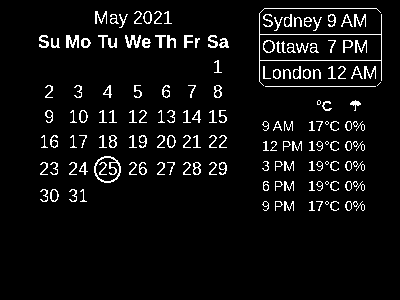 May 2021
Su Mo Tu We Th Fr Sa
1
2 3 4 5 6 7 8
9 10 11 12 13 14 15
16 17 18 19 20 21 22
23 24 25 26 27 28 29
30 31
Sydney 9 AM
Ottawa 7 PM
London 12 AM
°C ☂
9 AM 17°C 0%
12 PM 19°C 0%
3 PM 19°C 0%
6 PM 19°C 0%
9 PM 17°C 0%